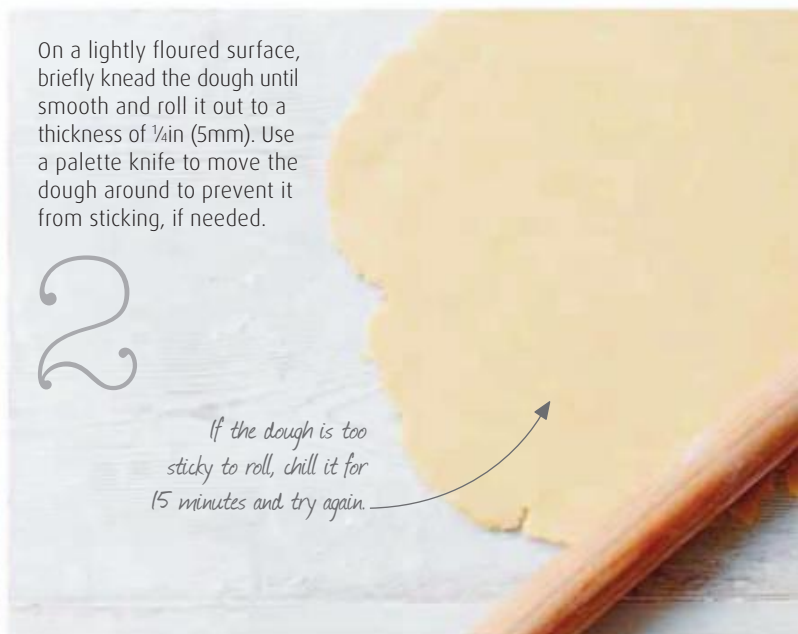 On a lightly floured surface,
briefly knead the dough until
smooth and roll it out to a
thickness of ¼in (5mm). Use
a palette knife to move the
dough around to prevent it
from sticking, if needed.
2
If the dough is too
sticky to roll, chill it for
15 minutes and try again.